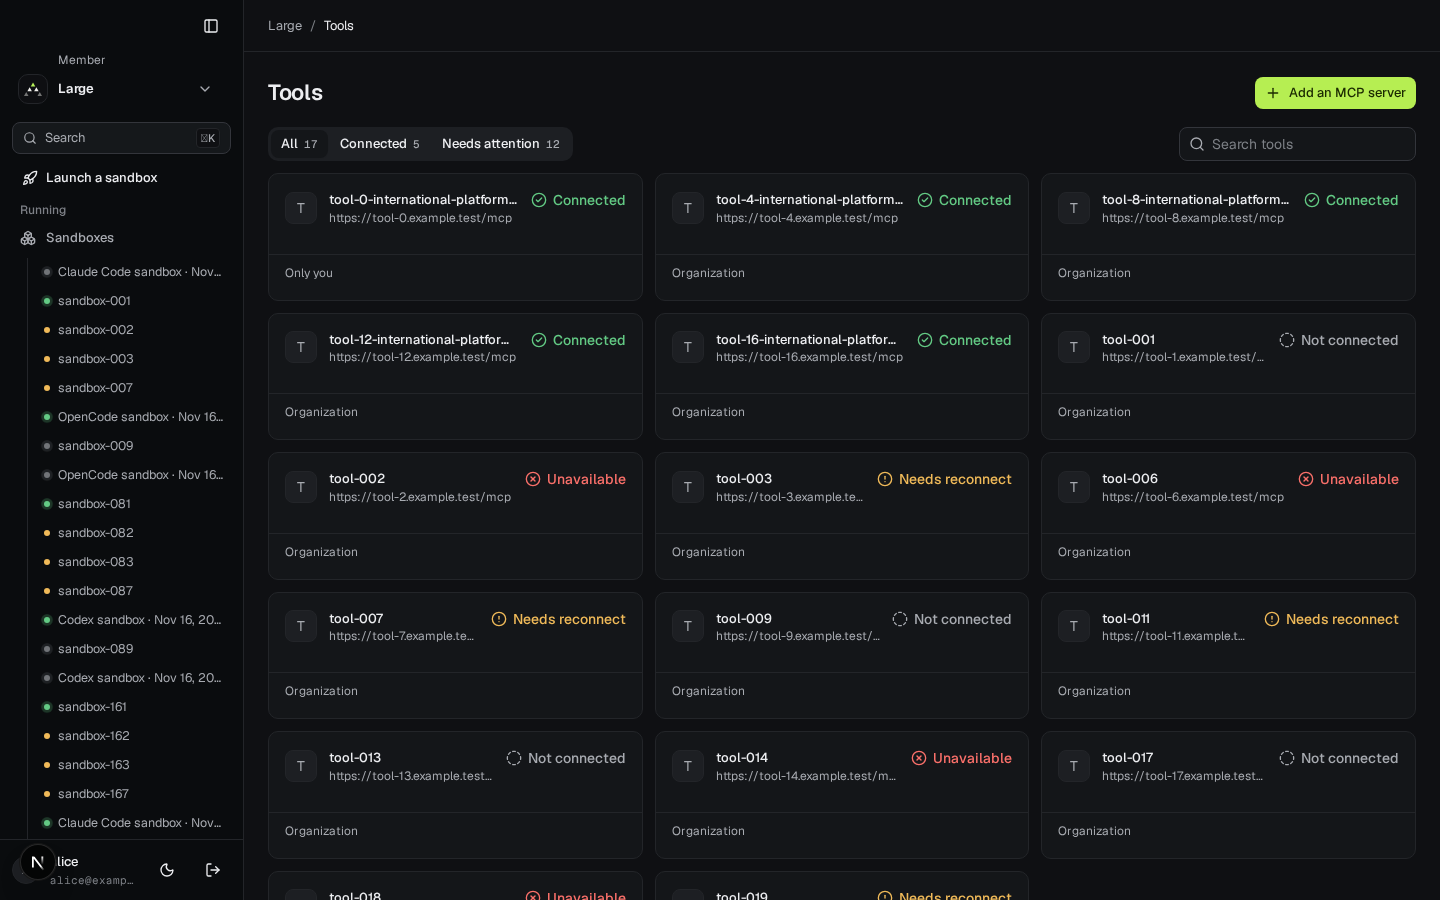 Large / Tools
Member
Large
Search
K
Launch a sandbox
Running
Sandboxes
Claude Code sandbox · Nov…
sandbox-001
sandbox-002
sandbox-003
sandbox-007
OpenCode sandbox · Nov 16…
sandbox-009
OpenCode sandbox · Nov 16…
sandbox-081
sandbox-082
sandbox-083
sandbox-087
Codex sandbox · Nov 16, 20…
sandbox-089
Codex sandbox · Nov 16, 20…
sandbox-161
sandbox-162
sandbox-163
sandbox-167
Claude Code sandbox · Nov…
N
lice
alice@examp…
Tools
Add an MCP server
All 17
Connected 5
Needs attention 12
Search tools
T
tool-0-international-platform…
Connected
https://tool-0.example.test/mcp
Only you
T
tool-4-international-platform…
Connected
https://tool-4.example.test/mcp
Organization
T
tool-8-international-platform…
Connected
https://tool-8.example.test/mcp
Organization
T
tool-12-international-platfor…
Connected
https://tool-12.example.test/mcp
Organization
T
tool-16-international-platfor…
Connected
https://tool-16.example.test/mcp
Organization
T
tool-001
Not connected
https://tool-1.example.test/…
Organization
T
tool-002
Unavailable
https://tool-2.example.test/mcp
Organization
T
tool-003
Needs reconnect
https://tool-3.example.te…
Organization
T
tool-006
Unavailable
https://tool-6.example.test/mcp
Organization
T
tool-007
Needs reconnect
https://tool-7.example.te…
Organization
T
tool-009
Not connected
https://tool-9.example.test/…
Organization
T
tool-011
Needs reconnect
https://tool-11.example.t…
Organization
T
tool-013
Not connected
https://tool-13.example.test…
Organization
T
tool-014
Unavailable
https://tool-14.example.test/m…
Organization
T
tool-017
Not connected
https://tool-17.example.test…
Organization
tool-018
Unavailable
tool-019
Needs reconnect